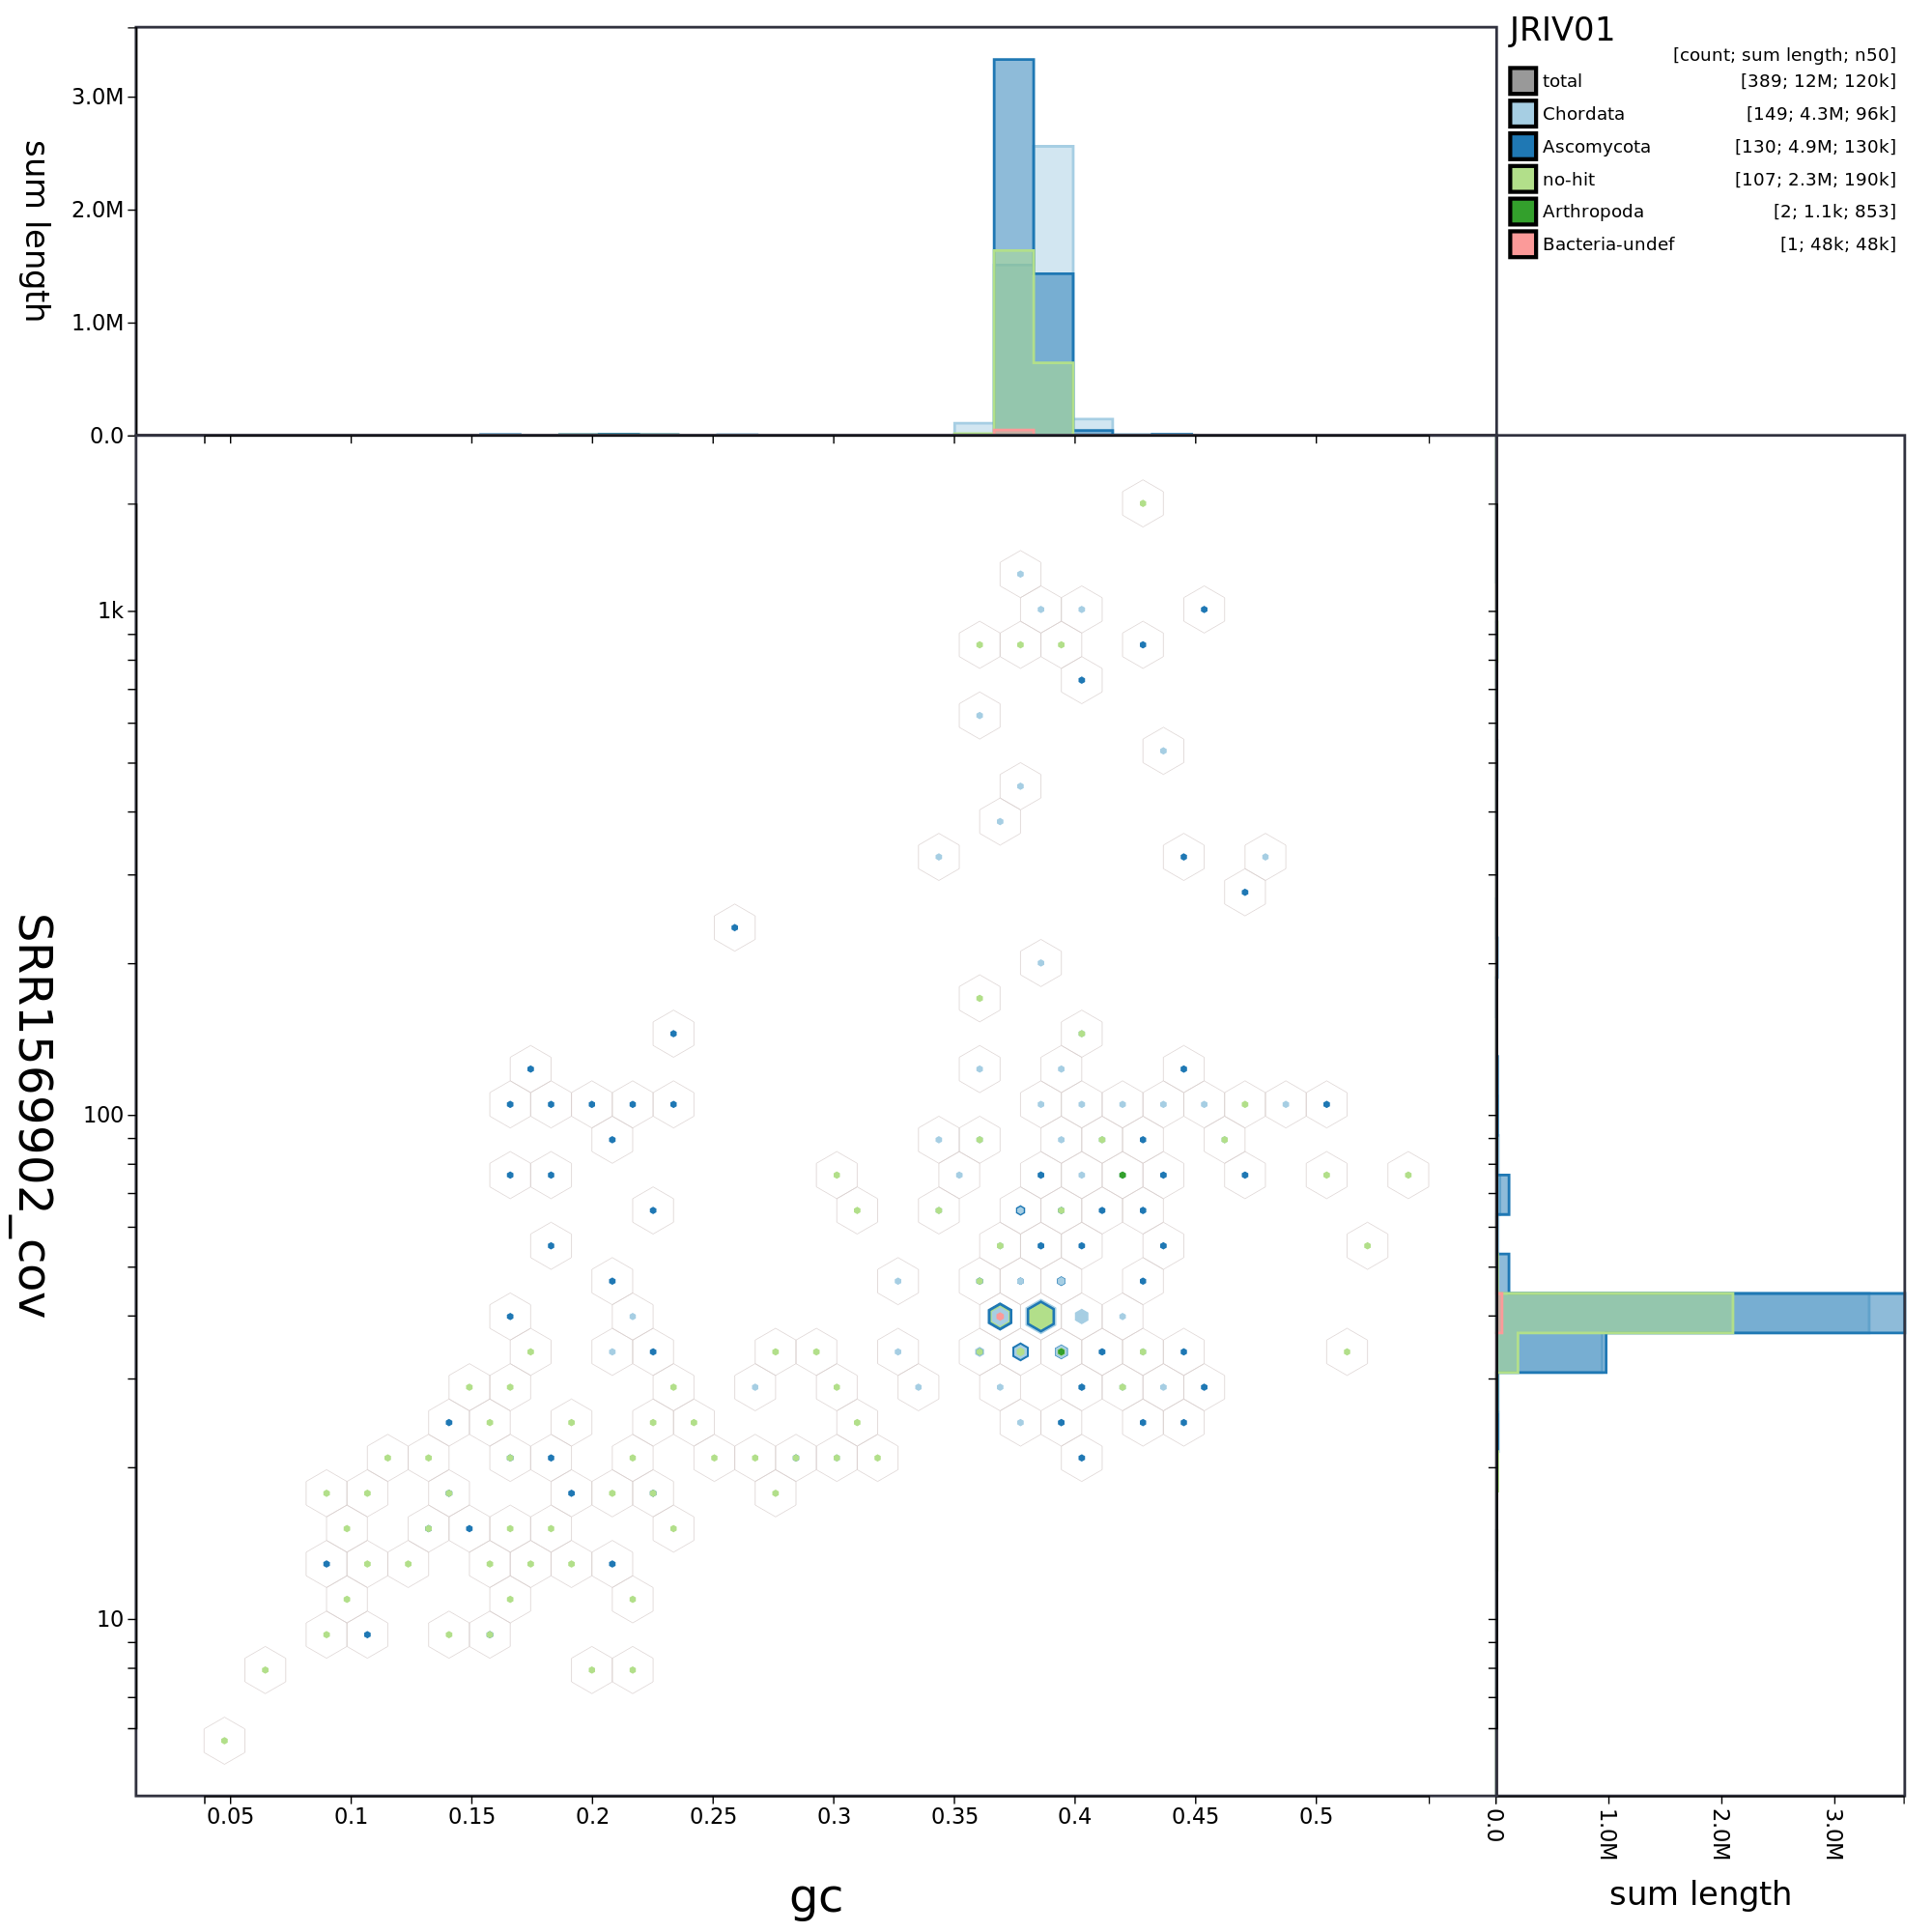 JRIV01
[count; sum length; n50]
total [389; 12M; 120k]
Chordata [149; 4.3M; 96k]
Ascomycota [130; 4.9M; 130k]
no-hit [107; 2.3M; 190k]
Arthropoda [2; 1.1k; 853]
Bacteria-undef [1; 48k; 48k]
sum length
3.0M
2.0M
1.0M
0.0
SRR1569902_cov
1k
100
10
0.05 0.1 0.15 0.2 0.25 0.3 0.35 0.4 0.45 0.5
gc
0.0 1.0M 2.0M 3.0M
sum length